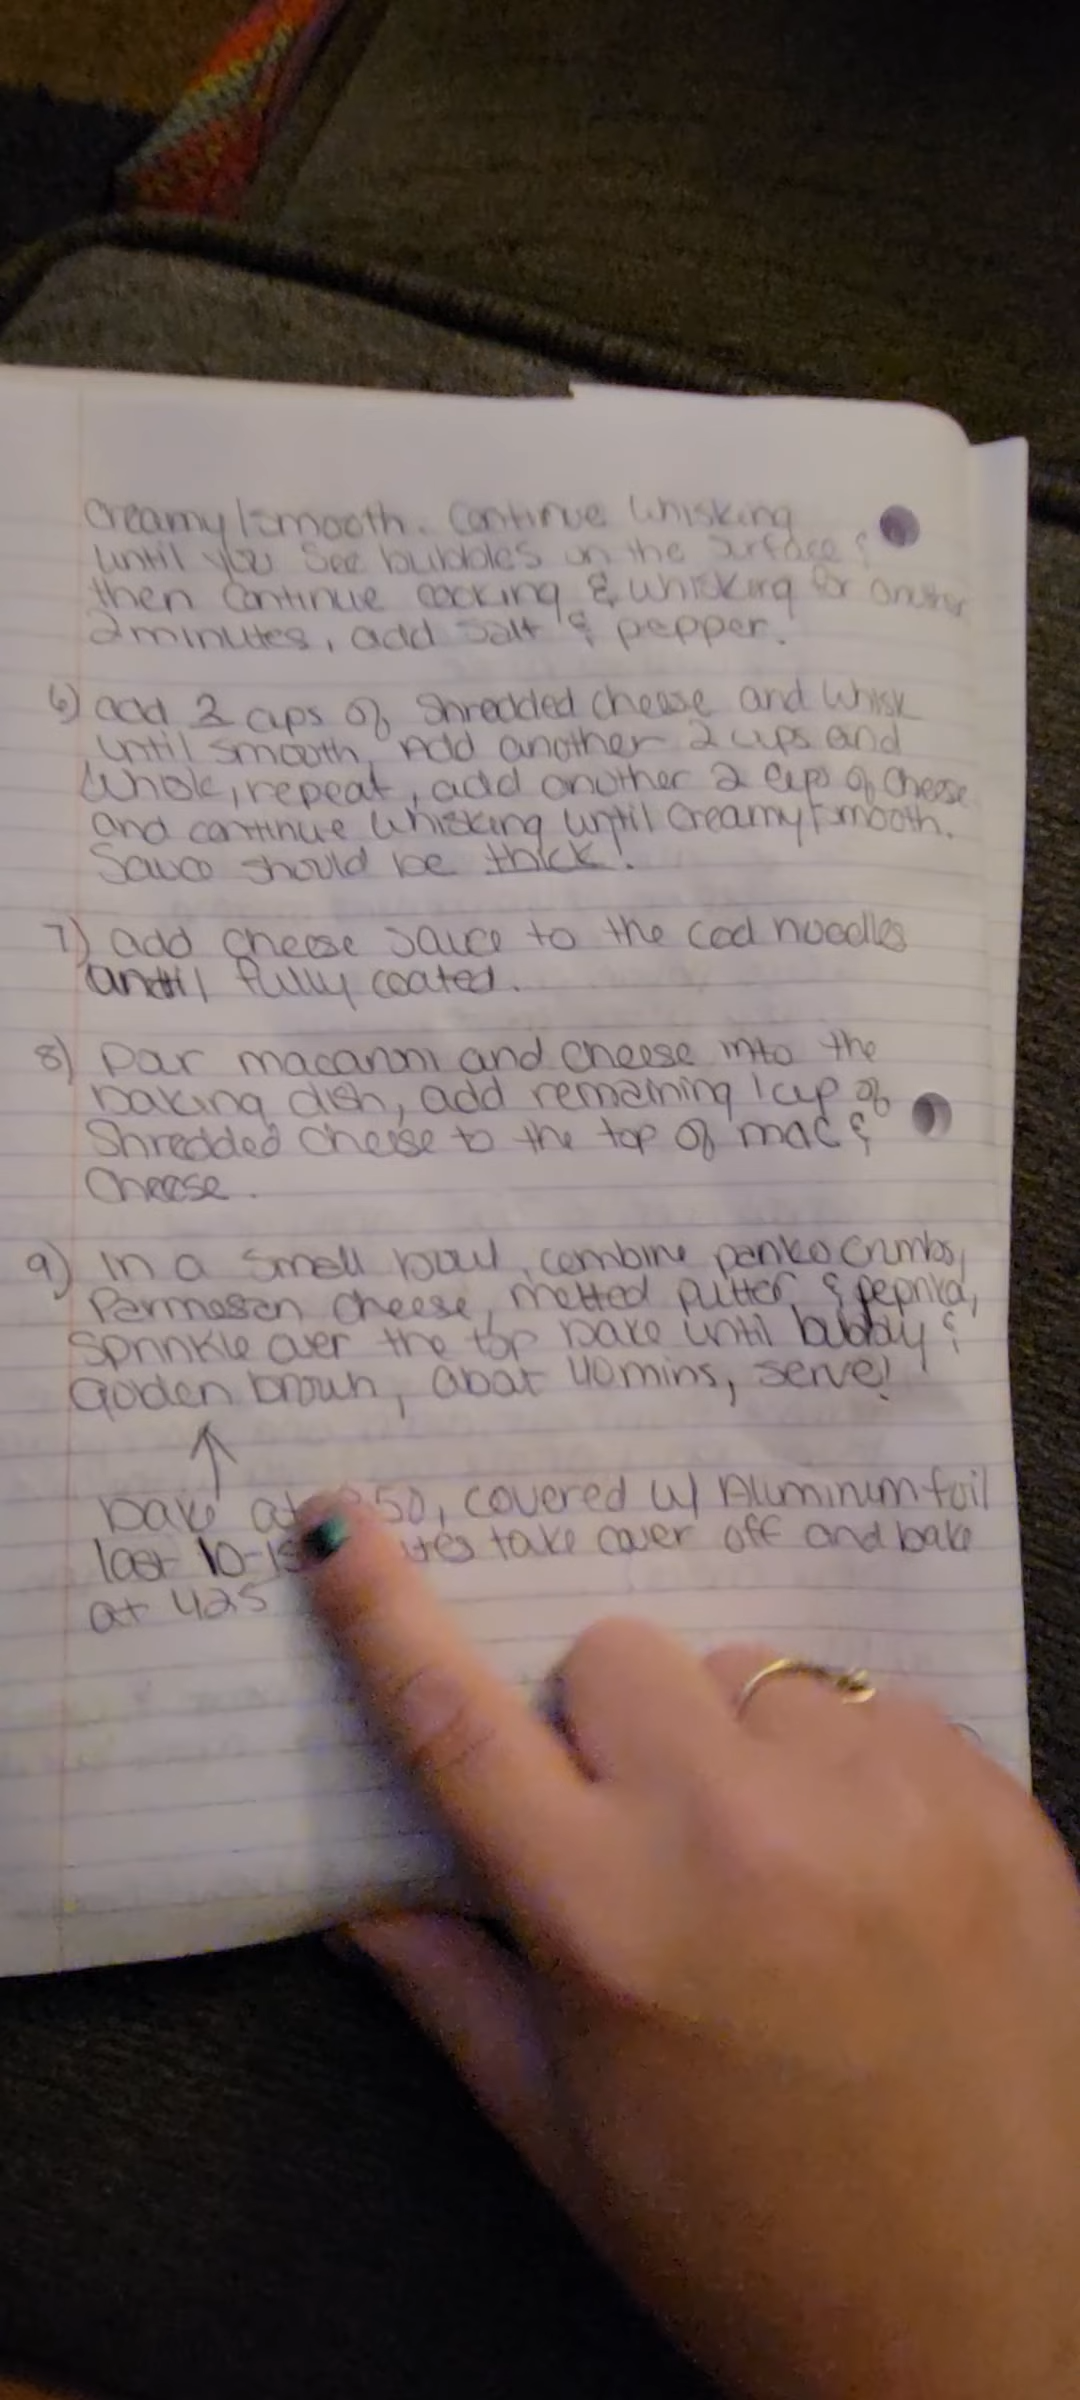 creamy/smooth. Continue whisking
until you see bubbles on the surface &
then continue cooking & whisking for another
2 minutes, add salt & pepper.
6) add 2 cups of shredded cheese and whisk
until smooth, Add another 2 cups and
whisk, repeat, add another 2 cups of cheese
and continue whisking until creamy/smooth.
Sauce should be thick!
7) add cheese sauce to the cool noodles
until fully coated.
8) Pour macaroni and cheese into the
baking dish, add remaining 1 cup of
shredded cheese to the top of mac &
cheese.
9) In a small bowl, combine panko crumbs,
Parmesan cheese, melted butter, & paprika,
sprinkle over the top bake until bubbly &
golden brown, about 40 mins, serve!
bake at 50, covered w/ Aluminum foil
last 10-15 take cover off and bake
at 425